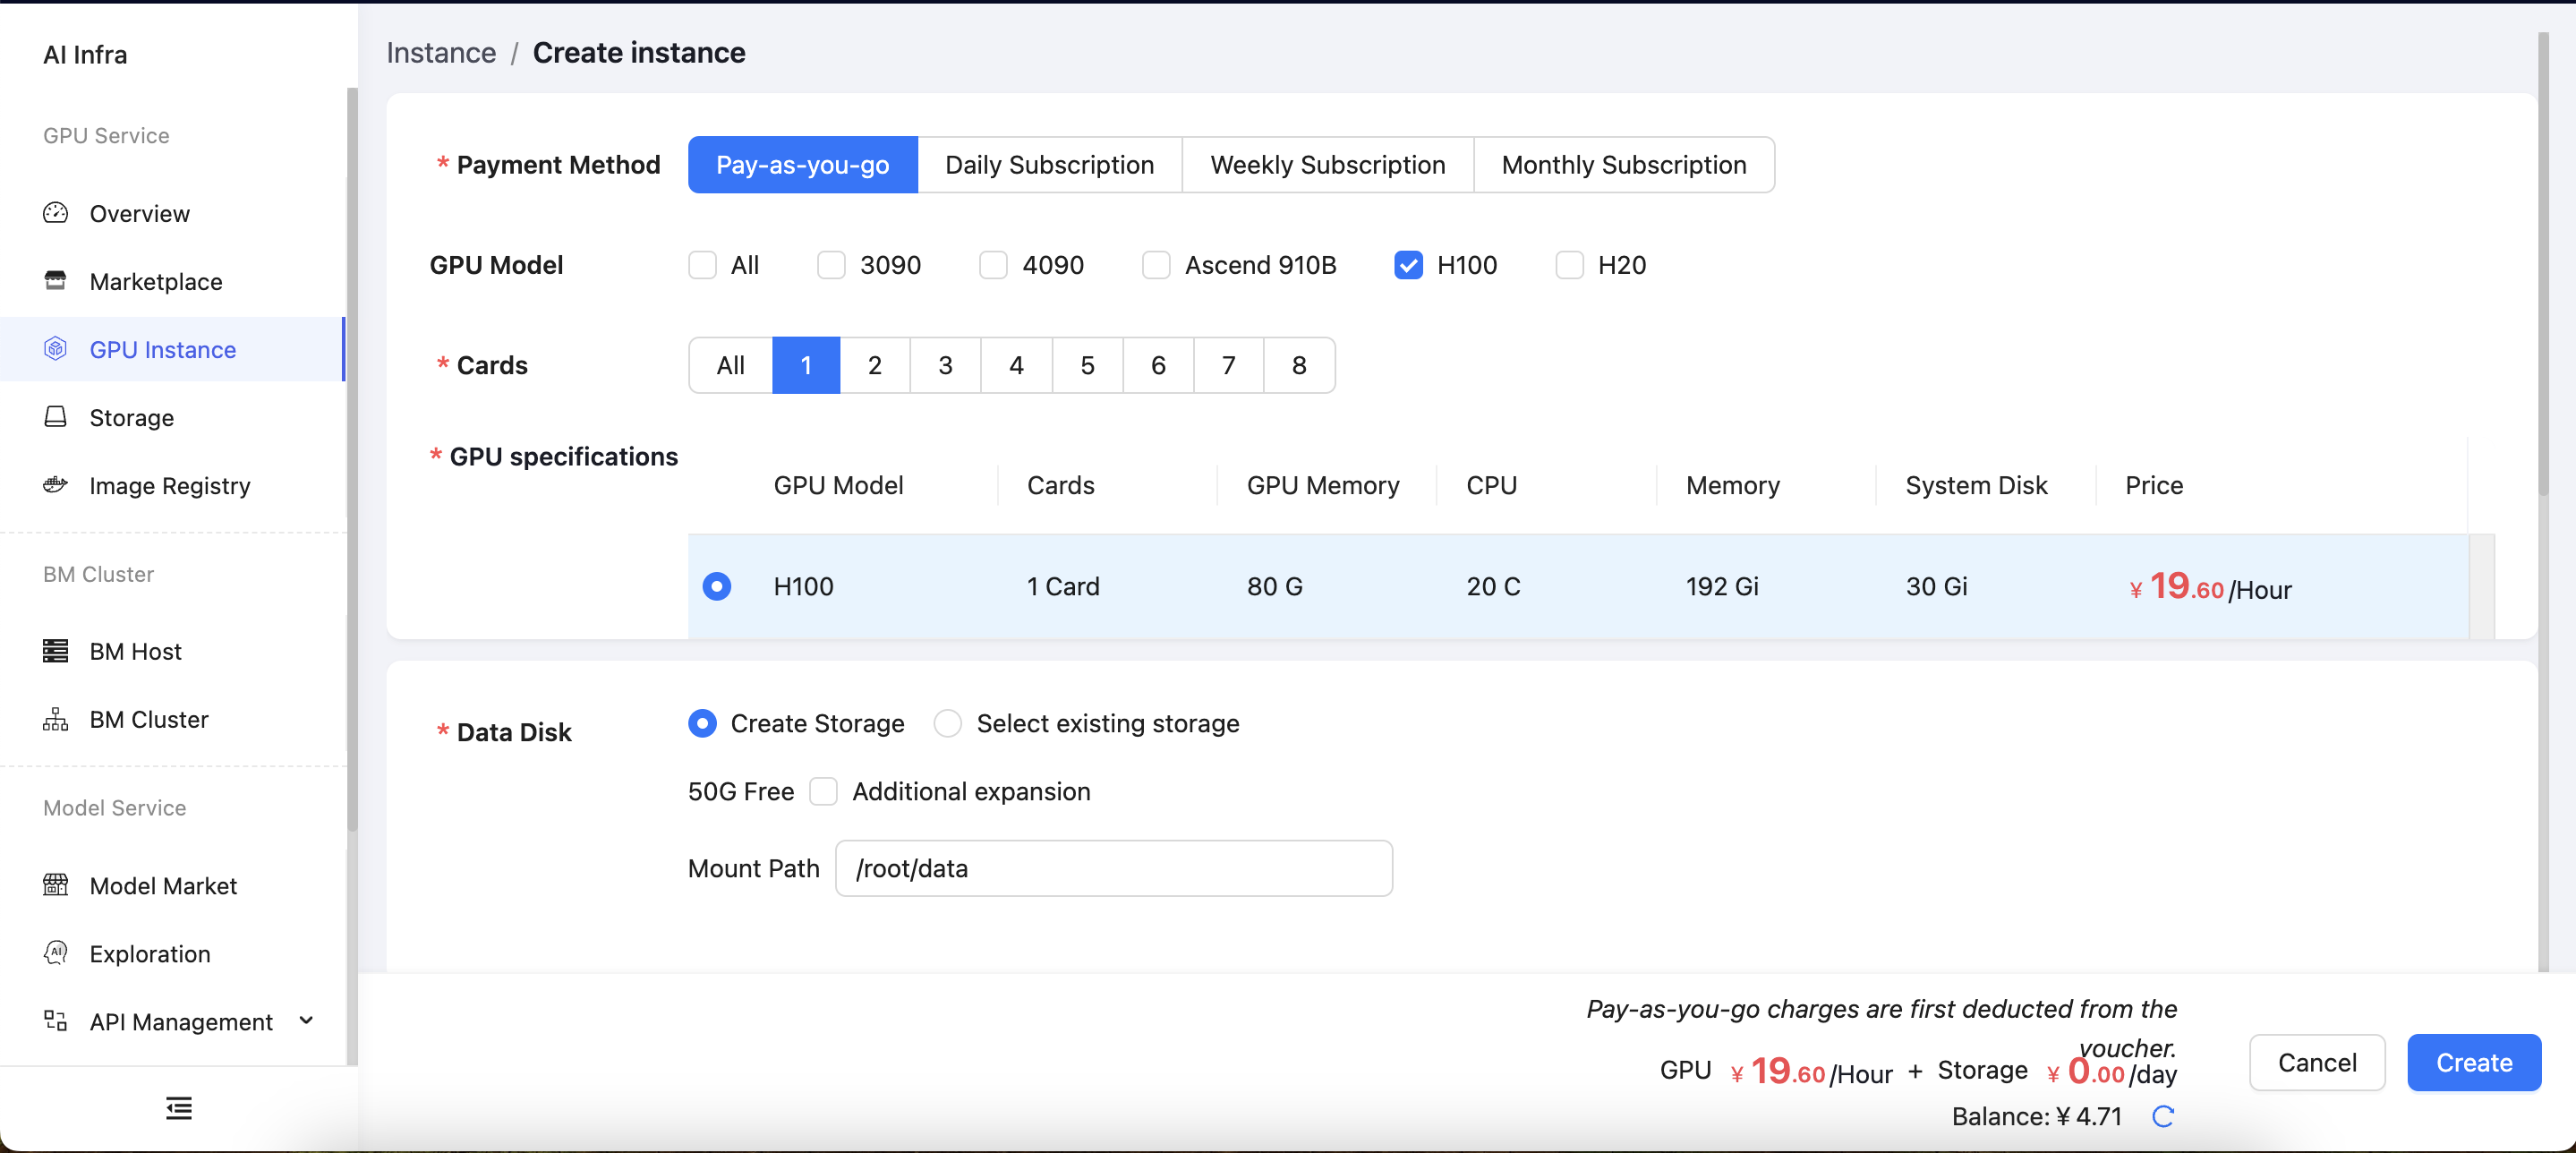 AI Infra
GPU Service
Overview
Marketplace
GPU Instance
Storage
Image Registry
BM Cluster
BM Host
BM Cluster
Model Service
Model Market
AI
Exploration
API Management
Instance / Create instance
* Payment Method Pay-as-you-go Daily Subscription Weekly Subscription Monthly Subscription
GPU Model All 3090 4090 Ascend 910B H100 H20
* Cards All 1 2 3 4 5 6 7 8
* GPU specifications
GPU Model Cards GPU Memory CPU Memory System Disk Price
H100 1 Card 80 G 20 C 192 Gi 30 Gi ¥ 19.60/Hour
* Data Disk Create Storage Select existing storage
50G Free Additional expansion
Mount Path /root/data
Pay-as-you-go charges are first deducted from the
voucher.
GPU ¥ 19.60/Hour + Storage ¥ 0.00/day
Balance: ¥ 4.71
Cancel Create